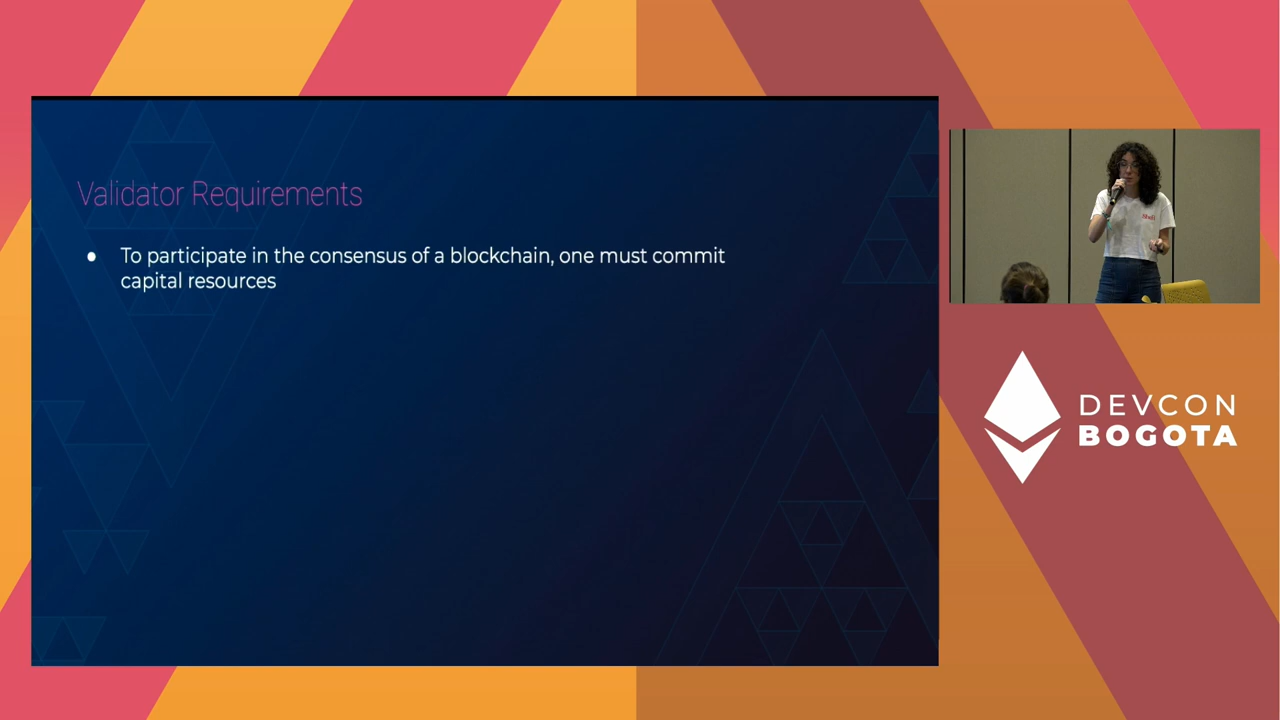 Validator Requirements
● To participate in the consensus of a blockchain, one must commit
capital resources
DEVCON
BOGOTA